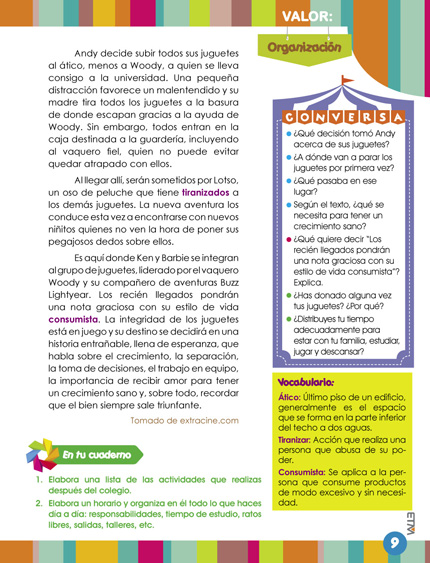 VALOR:
Organización
Andy decide subir todos sus juguetes
al ático, menos a Woody, a quien se lleva
consigo a la universidad. Una pequeña
distracción favorece un malentendido y su
madre tira todos los juguetes a la basura
de donde escapan gracias a la ayuda de
Woody. Sin embargo, todos entran en la
caja destinada a la guardería, incluyendo
al vaquero fiel, quien no puede evitar
quedar atrapado con ellos.
Al llegar allí, serán sometidos por Lotso,
un oso de peluche que tiene tiranizados a
los demás juguetes. La nueva aventura los
conduce esta vez a encontrarse con nuevos
niñitos quienes no ven la hora de poner sus
pegajosos dedos sobre ellos.
Es aquí donde Ken y Barbie se integran
al grupo de juguetes, liderado por el vaquero
Woody y su compañero de aventuras Buzz
Lightyear. Los recién llegados pondrán
una nota graciosa con su estilo de vida
consumista. La integridad de los juguetes
está en juego y su destino se decidirá en una
historia entrañable, llena de esperanza, que
habla sobre el crecimiento, la separación,
la toma de decisiones, el trabajo en equipo,
la importancia de recibir amor para tener
un crecimiento sano y, sobre todo, recordar
que el bien siempre sale triunfante.
Tomado de extracine.com
En tu cuaderno
1. Elabora una lista de las actividades que realizas
después del colegio.
2. Elabora un horario y organiza en él todo lo que haces
día a día: responsabilidades, tiempo de estudio, ratos
libres, salidas, talleres, etc.
CONVERSA
¿Qué decisión tomó Andy
acerca de sus juguetes?
¿A dónde van a parar los
juguetes por primera vez?
¿Qué pasaba en ese
lugar?
Según el texto, ¿qué se
necesita para tener un
crecimiento sano?
¿Qué quiere decir "Los
recién llegados pondrán
una nota graciosa con su
estilo de vida consumista"?
Explica.
¿Has donado alguna vez
tus juguetes? ¿Por qué?
¿Distribuyes tu tiempo
adecuadamente para
estar con tu familia, estudiar,
jugar y descansar?
Vocabulario:
Ático: Último piso de un edificio,
generalmente es el espacio
que se forma en la parte inferior
del techo a dos aguas.
Tiranizar: Acción que realiza una
persona que abusa de su po-
der.
Consumista: Se aplica a la per-
sona que consume productos
de modo excesivo y sin necesi-
dad.
9